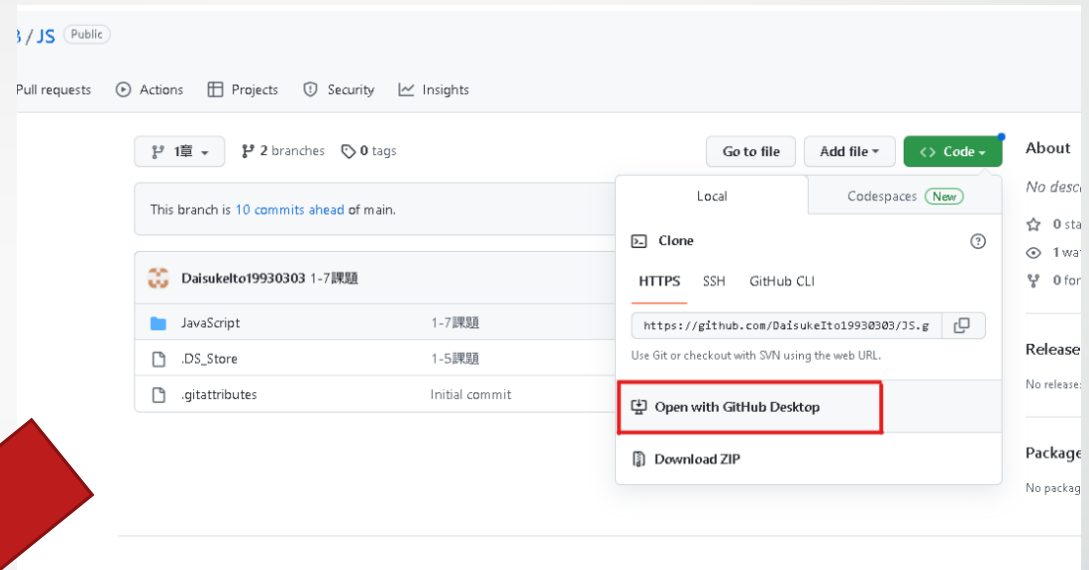 / JS Public
Pull requests Actions Projects Security Insights
1章 2 branches 0 tags Go to file Add file <> Code
This branch is 10 commits ahead of main.
DaisukeIto19930303 1-7課題
JavaScript 1-7課題
.DS_Store 1-5課題
.gitattributes Initial commit
Local Codespaces New
Clone
HTTPS SSH GitHub CLI
https://github.com/DaisukeIto19930303/JS.g
Use Git or checkout with SVN using the web URL.
Open with GitHub Desktop
Download ZIP
About
No desc
0 sta
1 wa
0 for
Release
No release
Package
No packag